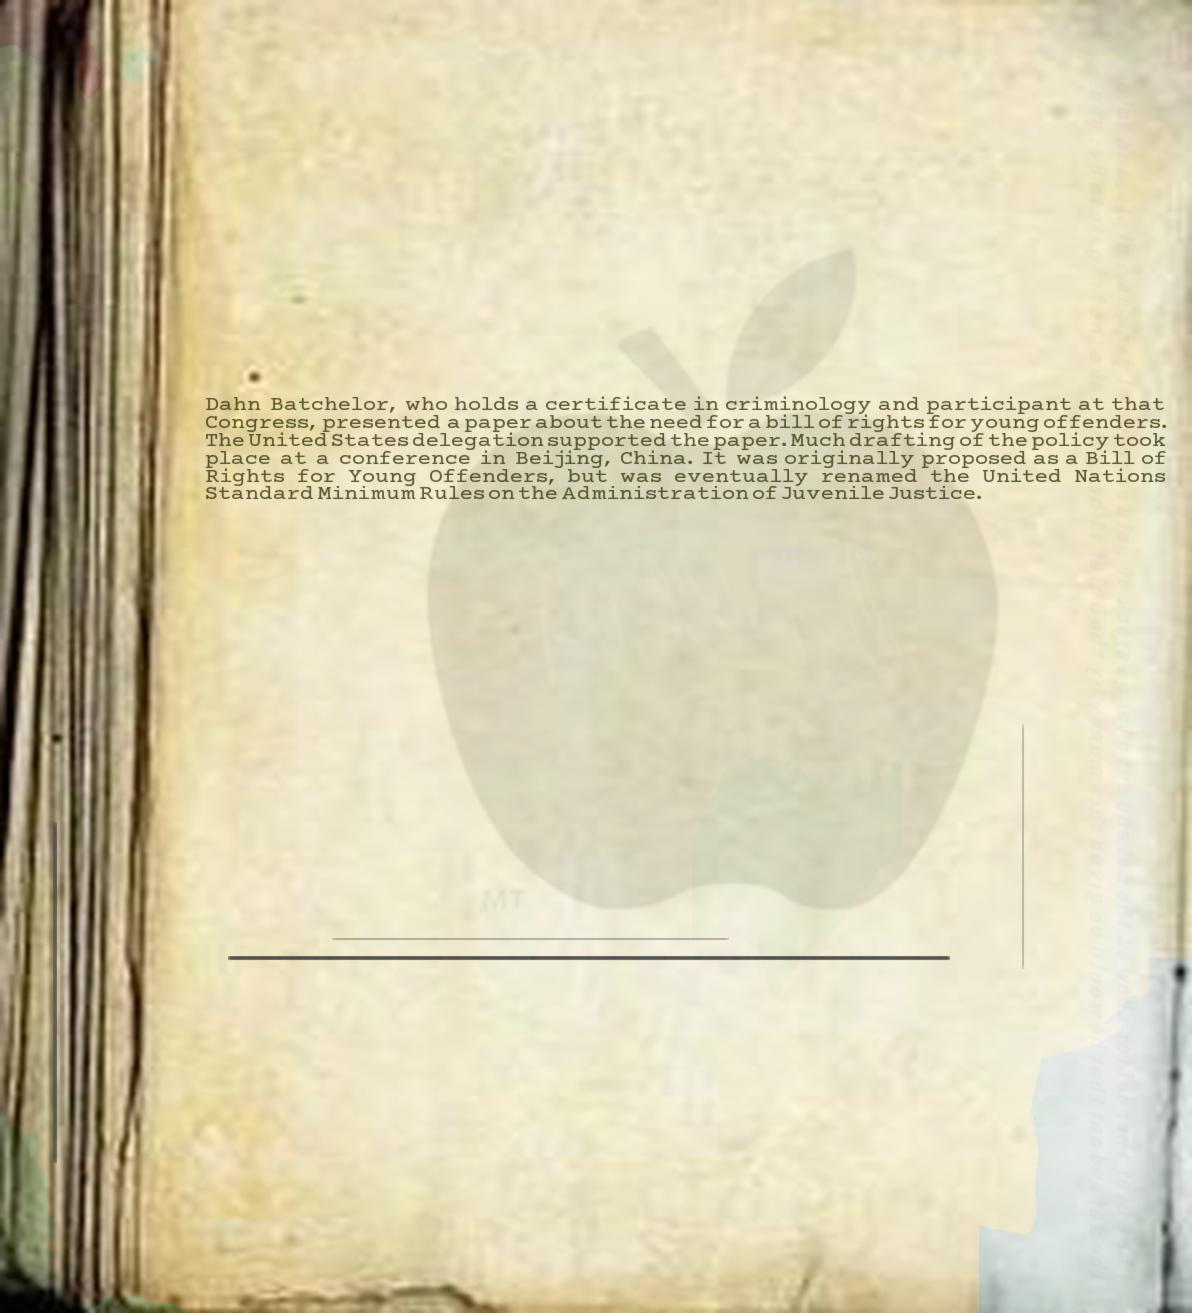 Dahn Batchelor, who holds a certificate in criminology and participant at that
Congress, presented a paper about the need for a bill of rights for young offenders.
The United States delegation supported the paper. Much drafting of the policy took
place at a conference in Beijing, China. It was originally proposed as a Bill of
Rights for Young Offenders, but was eventually renamed the United Nations
Standard Minimum Rules on the Administration of Juvenile Justice.